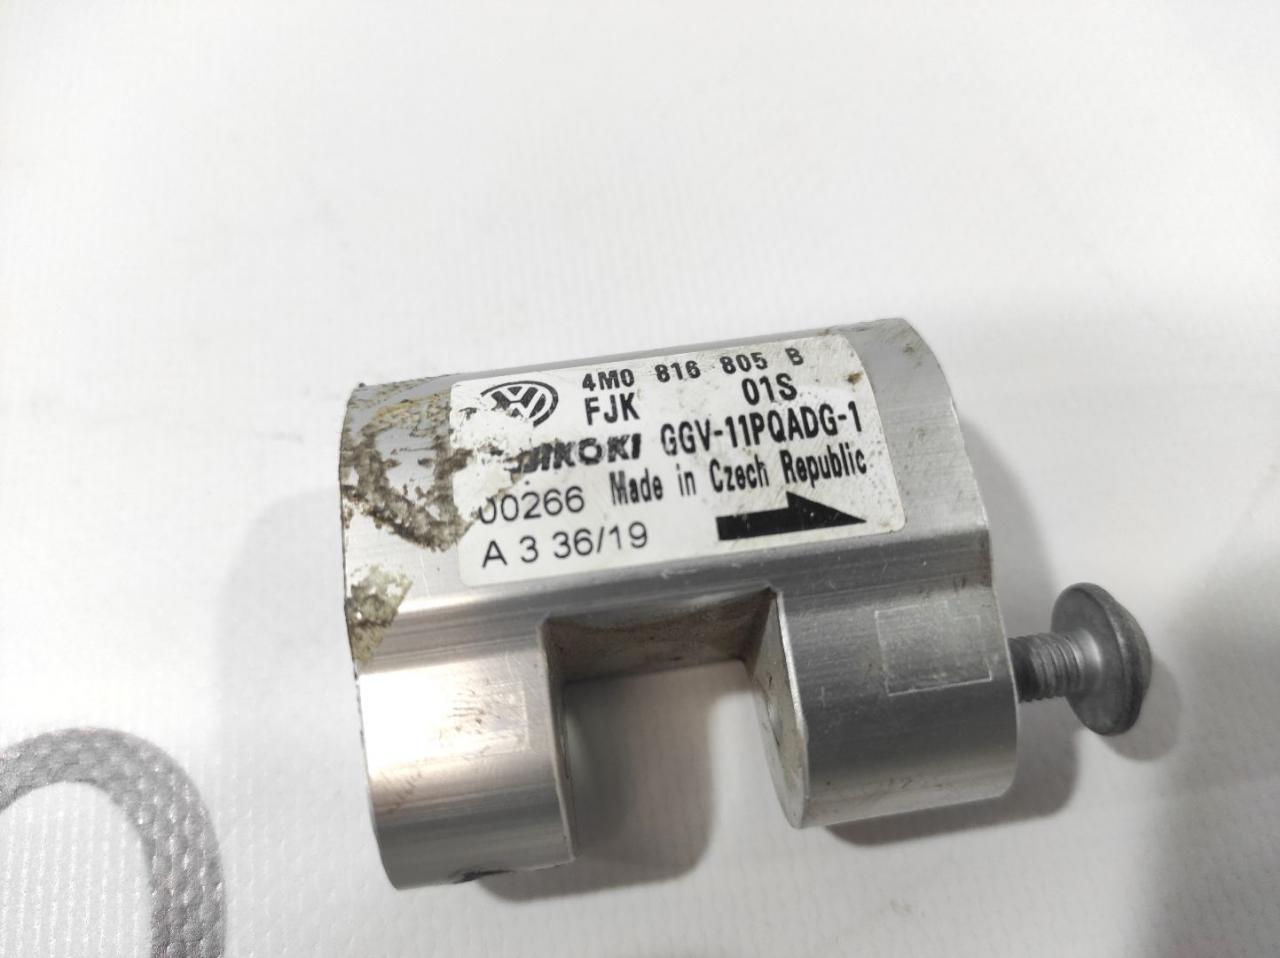 4M0 816 805 B
FJK 01S
GGV-11PQADG-1
00266 Made in Czech Republic
A 3 36/19